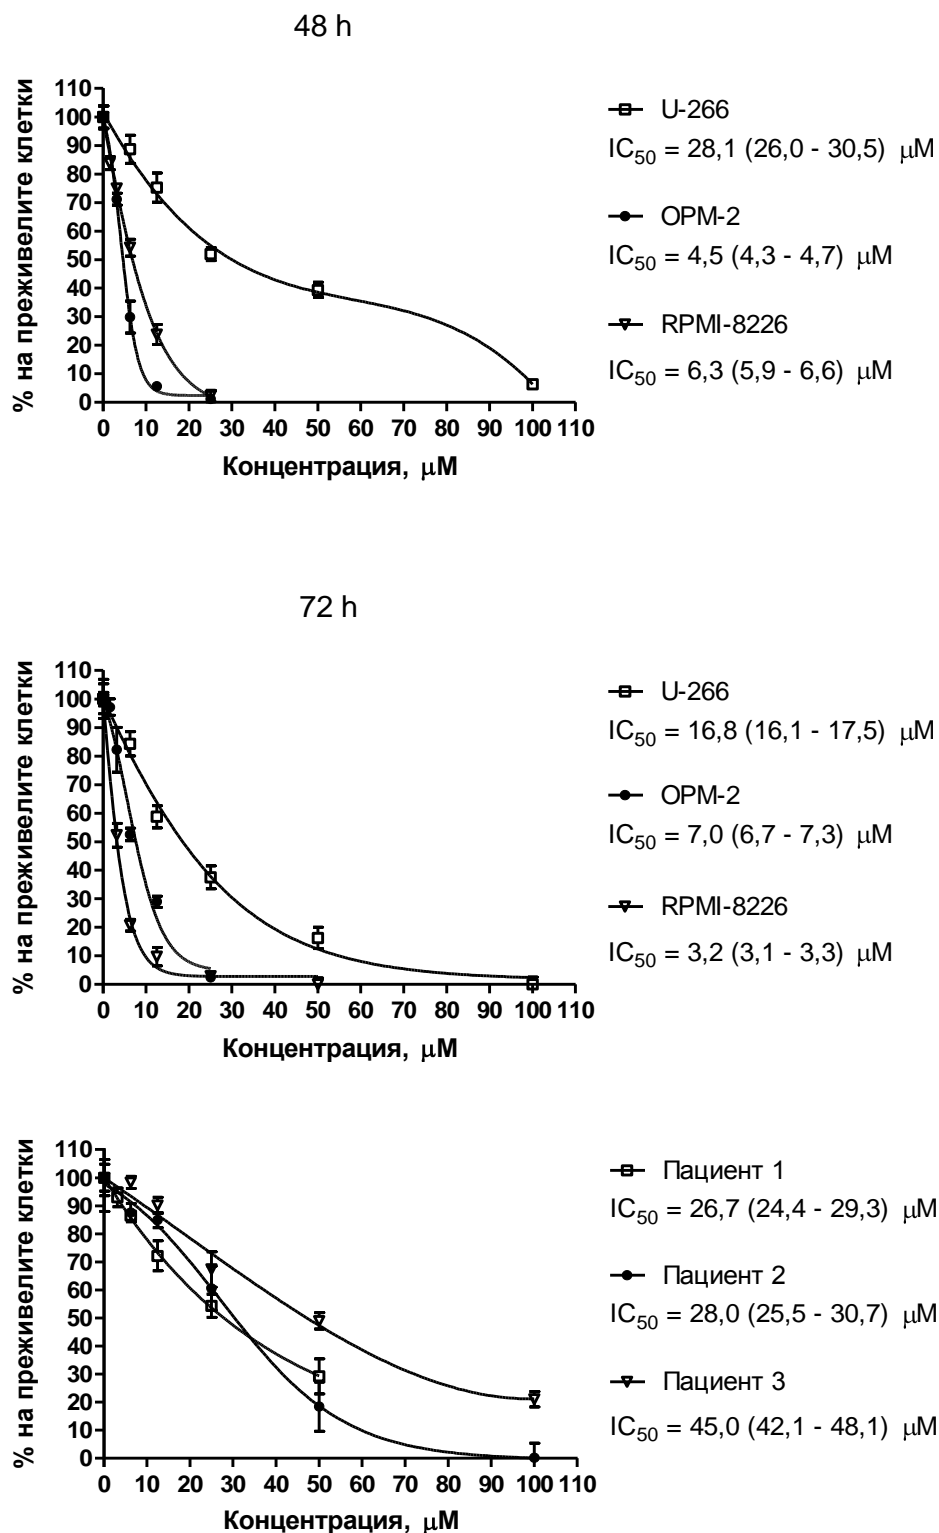 48 h
% на преживелите клетки
110
100
90
80
70
60
50
40
30
20
10
0
0 10 20 30 40 50 60 70 80 90 100 110
Концентрация, μM
U-266
IC50 = 28,1 (26,0 - 30,5) μM
OPM-2
IC50 = 4,5 (4,3 - 4,7) μM
RPMI-8226
IC50 = 6,3 (5,9 - 6,6) μM
72 h
% на преживелите клетки
110
100
90
80
70
60
50
40
30
20
10
0
0 10 20 30 40 50 60 70 80 90 100 110
Концентрация, μM
U-266
IC50 = 16,8 (16,1 - 17,5) μM
OPM-2
IC50 = 7,0 (6,7 - 7,3) μM
RPMI-8226
IC50 = 3,2 (3,1 - 3,3) μM
% на преживелите клетки
110
100
90
80
70
60
50
40
30
20
10
0
0 10 20 30 40 50 60 70 80 90 100 110
Концентрация, μM
Пациент 1
IC50 = 26,7 (24,4 - 29,3) μM
Пациент 2
IC50 = 28,0 (25,5 - 30,7) μM
Пациент 3
IC50 = 45,0 (42,1 - 48,1) μM